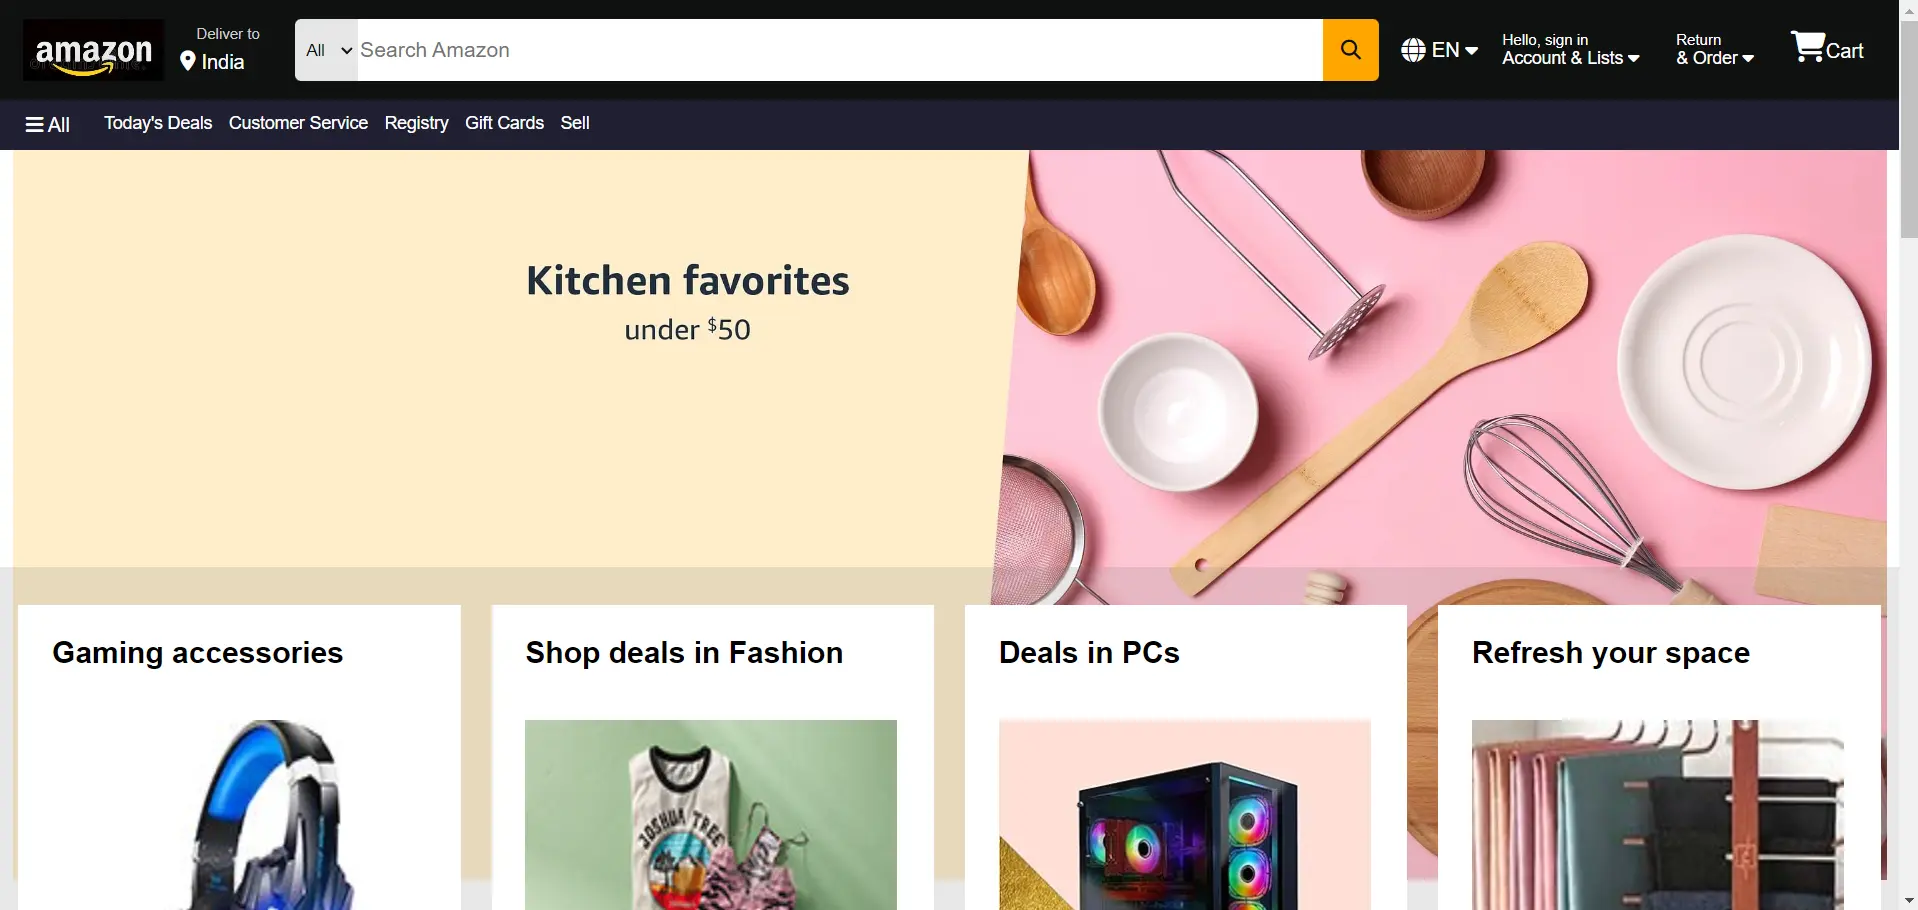 amazon
Deliver to
India
All
Search Amazon
EN
Hello, sign in
Account & Lists
Return
& Order
Cart
All
Today's Deals
Customer Service
Registry
Gift Cards
Sell
Kitchen favorites
under $50
Gaming accessories
Shop deals in Fashion
Deals in PCs
Refresh your space
JOSHUA TREE